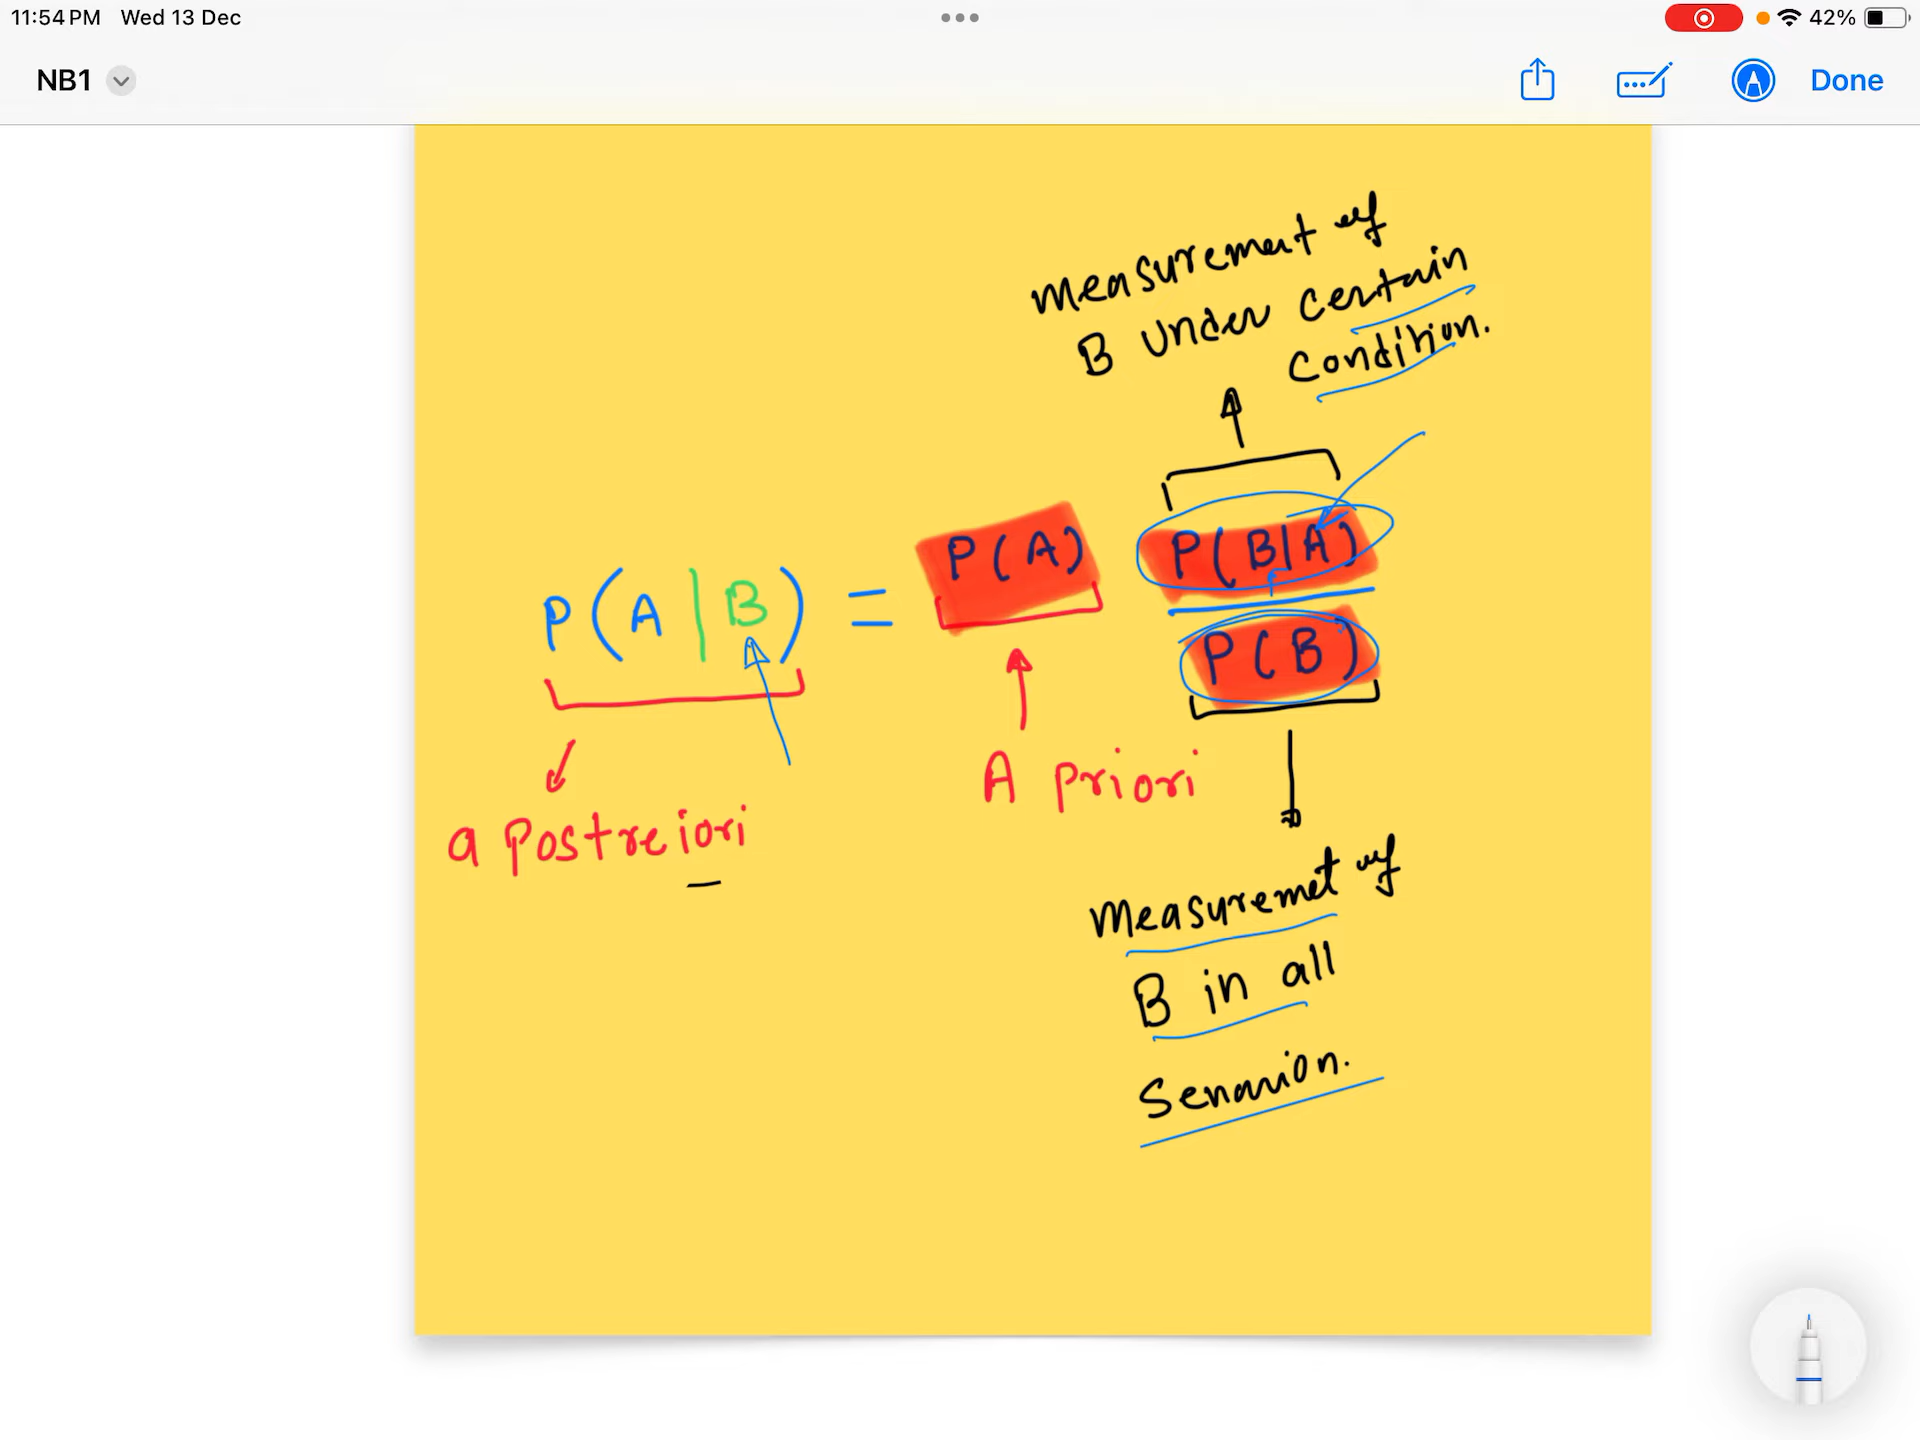 11:54 PM Wed 13 Dec
42%
NB1
Done
Measurement of
B Under Certain
Condition.
P(A|B) = P(A) P(B|A)
P(B)
A Priori
a Postreiori
Measuremet of
B in all
Senarion.